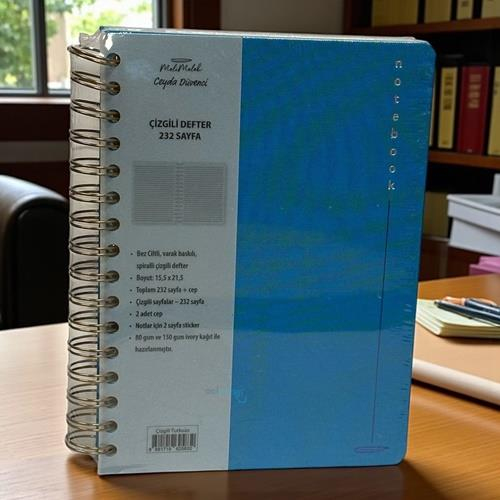 MeliMelek
Ceyda Düvenci
ÇİZGİLİ DEFTER
232 SAYFA
• Bez Ciltli, varak baskılı,
spiralli çizgili defter
• Boyut: 15,5 x 21,5
• Toplam 232 sayfa + cep
• Çizgili sayfalar – 232 sayfa
• 2 adet cep
• Notlar için 2 sayfa sticker
• 80 gsm ve 150 gsm ivory kağıt ile
hazırlanmıştır.
Çizgili Turkuaz
notebook